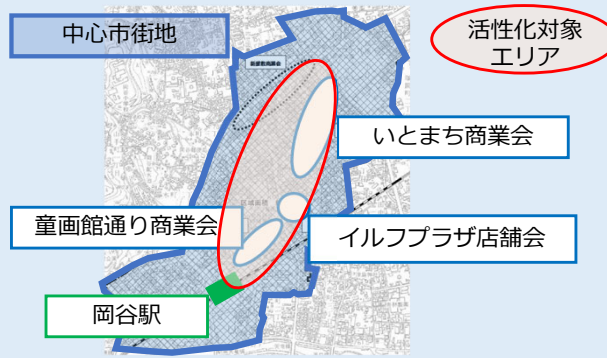 中心市街地
活性化対象
エリア
いとまち商業会
童画館通り商業会
イルフプラザ店舗会
岡谷駅